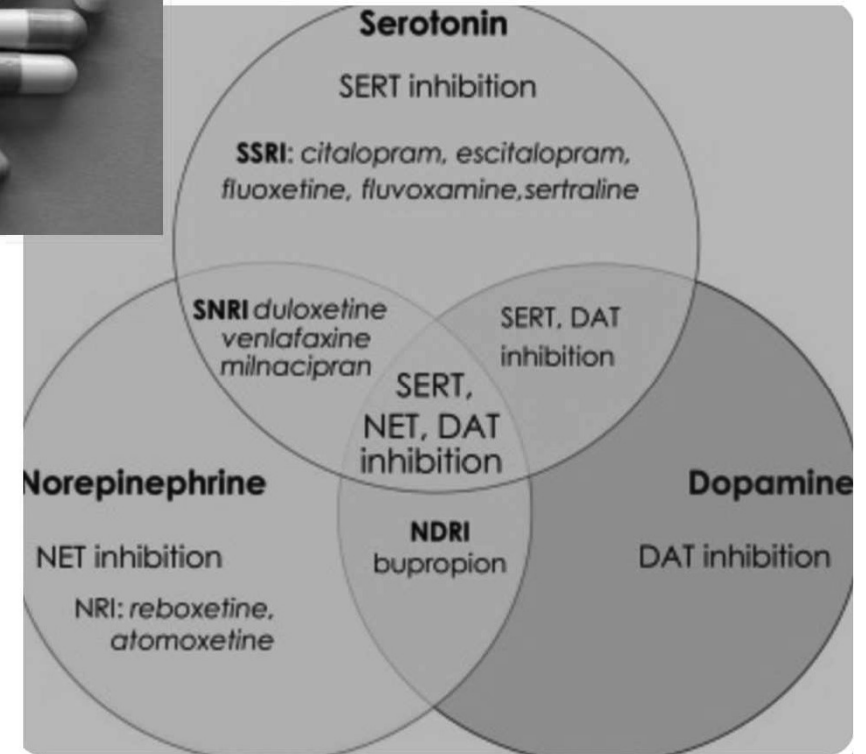 Serotonin
SERT inhibition
SSRI: citalopram, escitalopram,
fluoxetine, fluvoxamine,sertraline
SNRI duloxetine
venlafaxine
milnacipran
SERT, DAT
inhibition
SERT,
NET, DAT
inhibition
Norepinephrine
NET inhibition
NRI: reboxetine,
atomoxetine
NDRI
bupropion
Dopamine
DAT inhibition